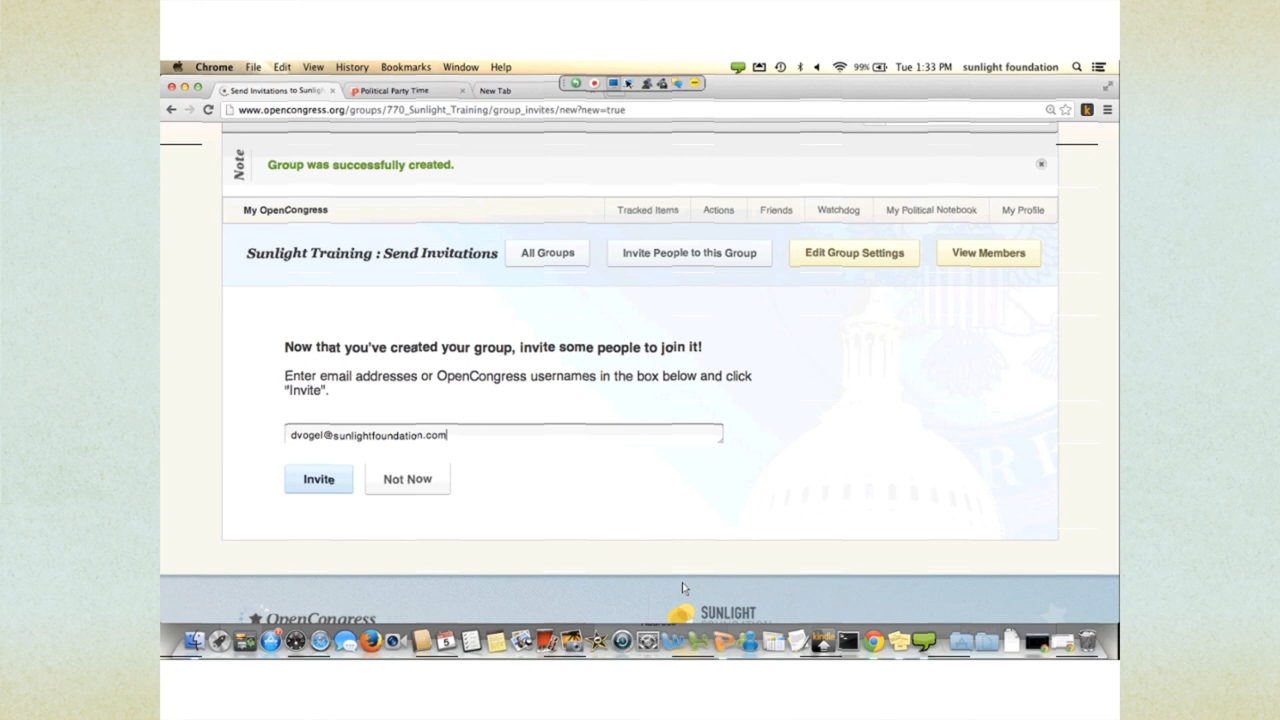 Chrome File Edit View History Bookmarks Window Help 99% Tue 1:33 PM sunlight foundation
Send Invitations to Sunligh Political Party Time New Tab
www.opencongress.org/groups/770_Sunlight_Training/group_invites/new?new=true
Note
Group was successfully created.
My OpenCongress Tracked Items Actions Friends Watchdog My Political Notebook My Profile
Sunlight Training : Send Invitations All Groups Invite People to this Group Edit Group Settings View Members
Now that you've created your group, invite some people to join it!
Enter email addresses or OpenCongress usernames in the box below and click
"Invite".
dvogel@sunlightfoundation.com
Invite Not Now
OpenCongress SUNLIGHT
5 kindle